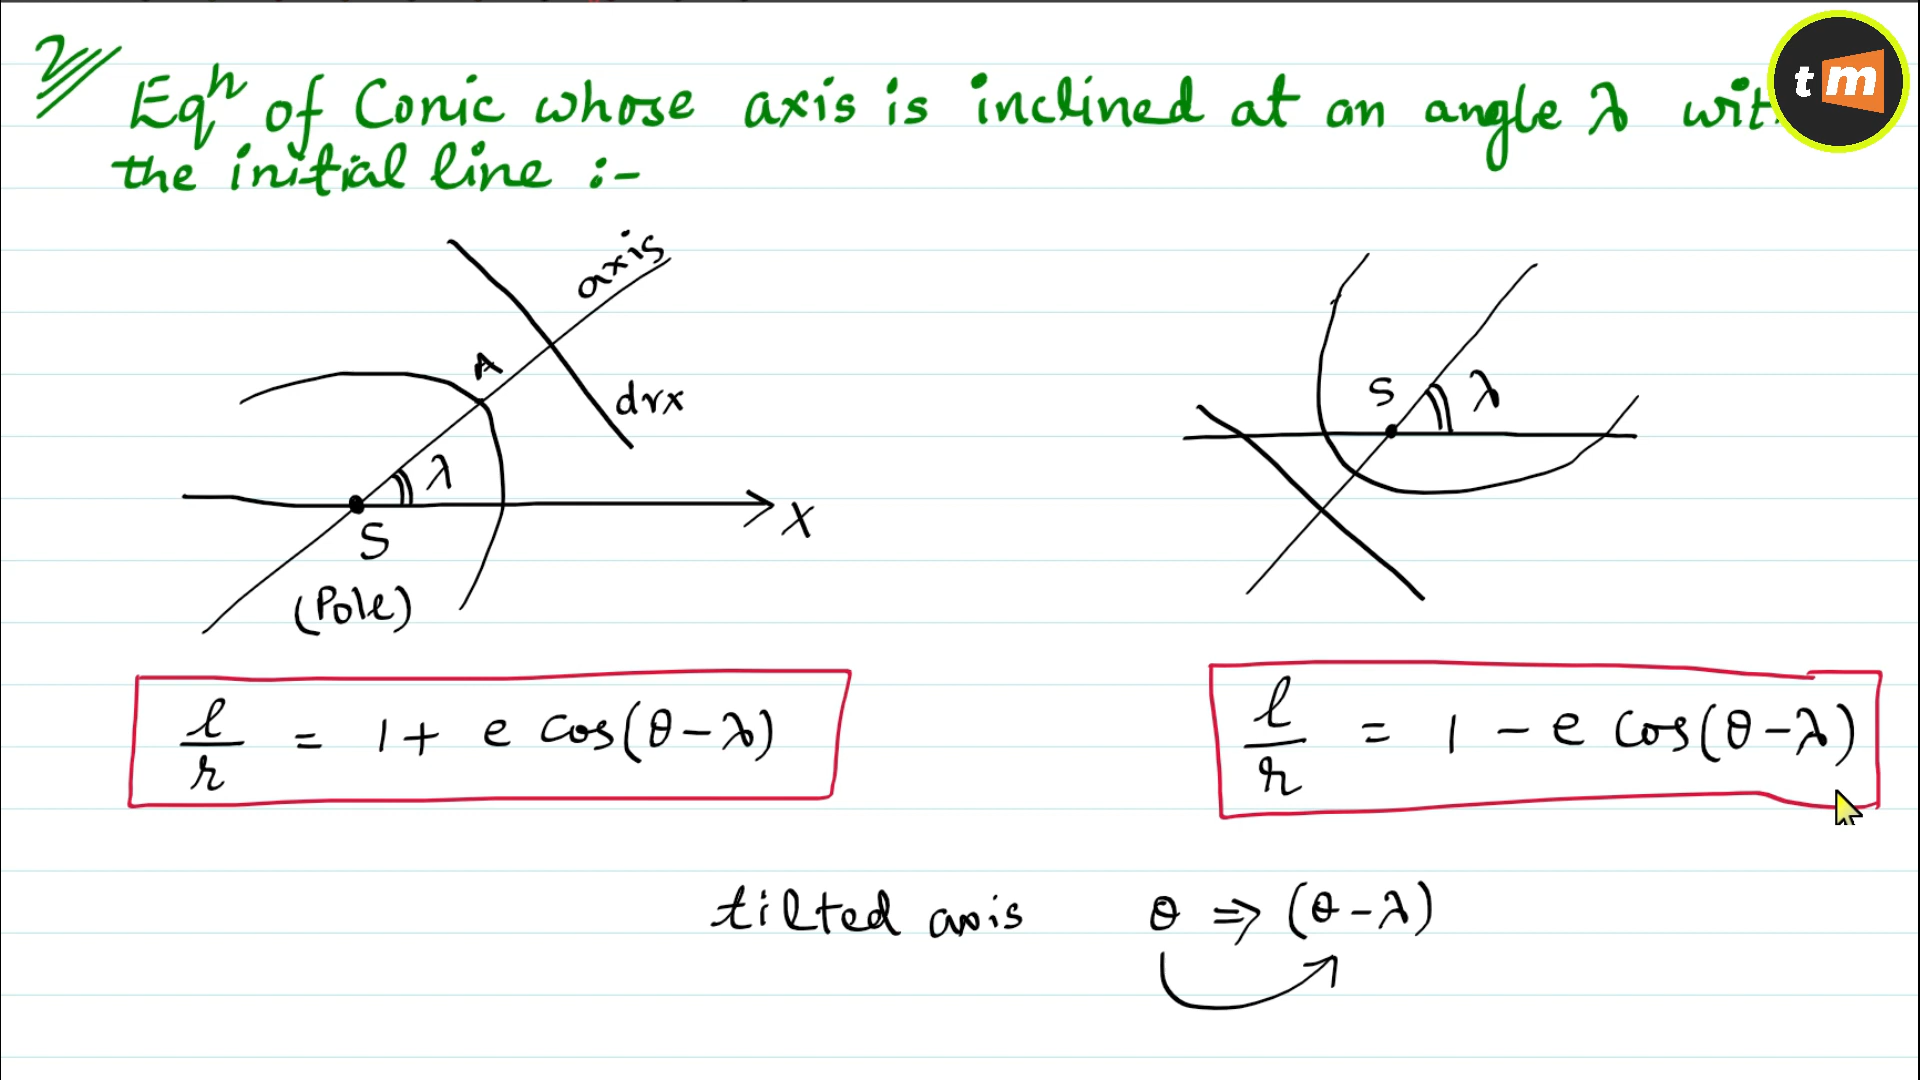 2
Eqⁿ of Conic whose axis is inclined at an angle λ wit
the initial line :-
axis
A
drx
λ
S
X
(Pole)
S
λ
l/r = 1 + e cos(θ-λ)
l/r = 1 - e cos(θ-λ)
tilted axis θ ⇒ (θ-λ)
tm